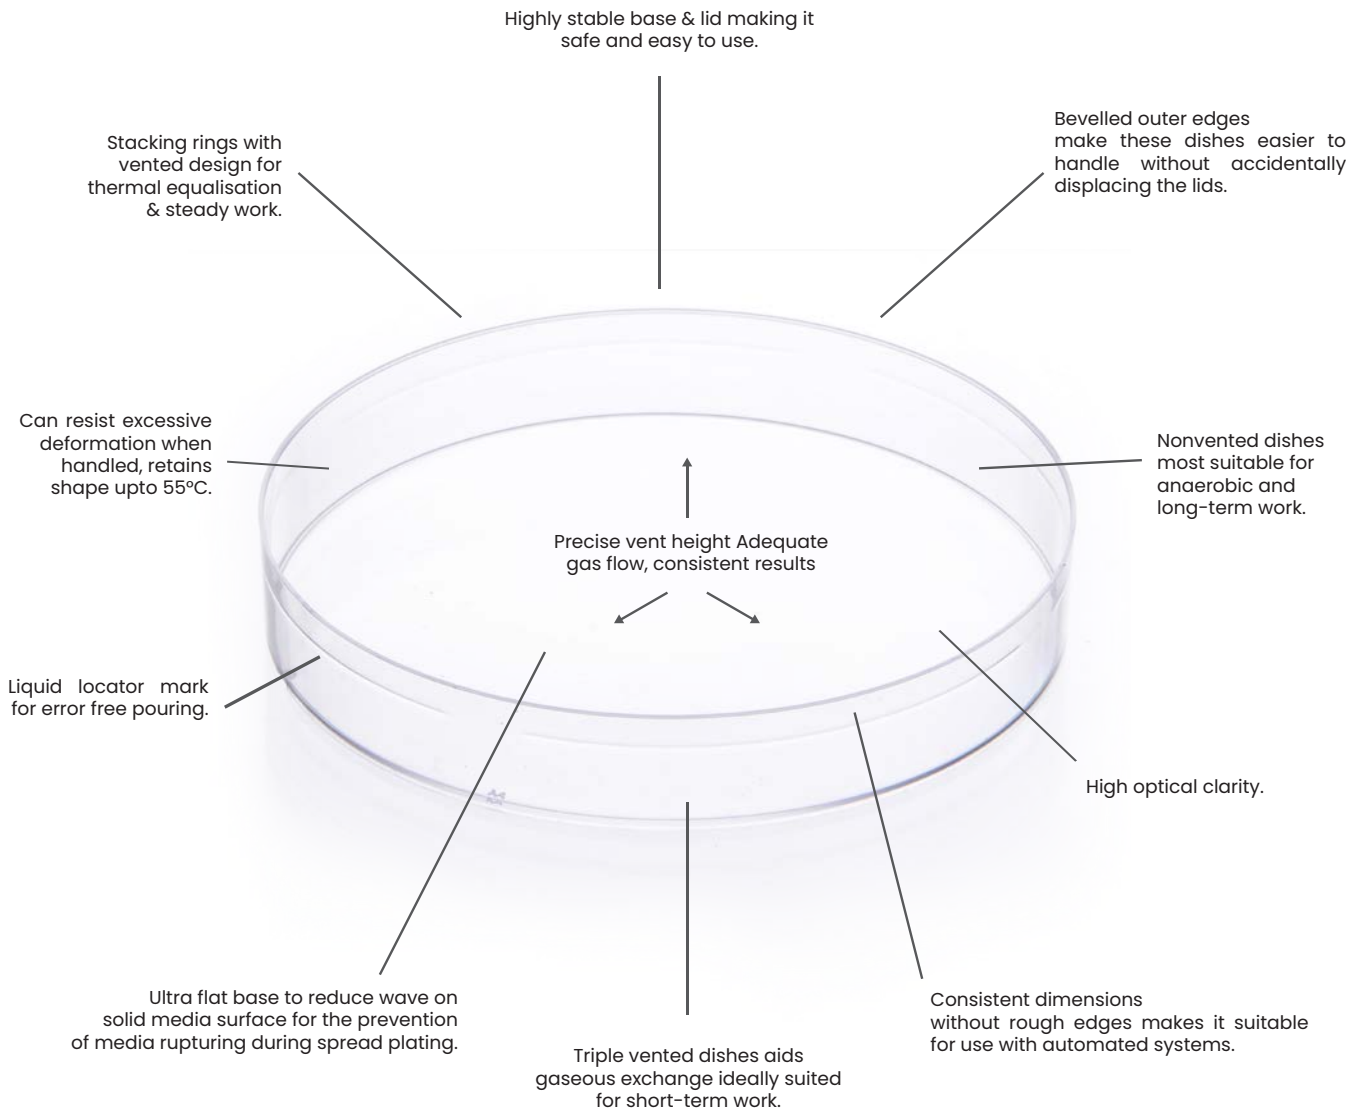 Highly stable base & lid making it
safe and easy to use.
Stacking rings with
vented design for
thermal equalisation
& steady work.
Bevelled outer edges
make these dishes easier to
handle without accidentally
displacing the lids.
Can resist excessive
deformation when
handled, retains
shape upto 55°C.
Nonvented dishes
most suitable for
anaerobic and
long-term work.
Precise vent height Adequate
gas flow, consistent results
Liquid locator mark
for error free pouring.
High optical clarity.
Ultra flat base to reduce wave on
solid media surface for the prevention
of media rupturing during spread plating.
Triple vented dishes aids
gaseous exchange ideally suited
for short-term work.
Consistent dimensions
without rough edges makes it suitable
for use with automated systems.